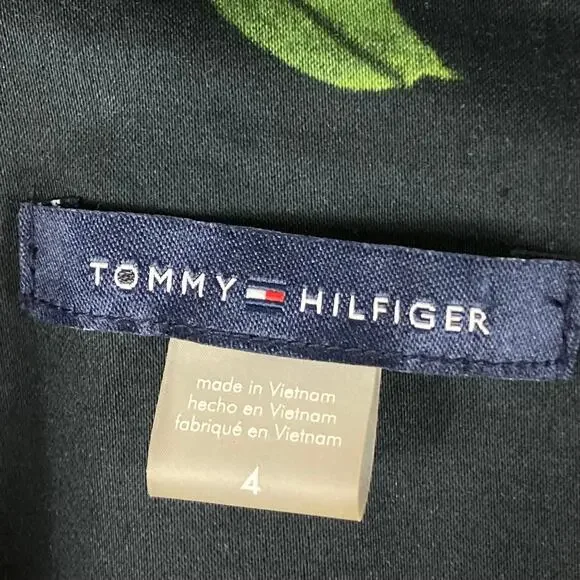 TOMMY HILFIGER
made in Vietnam
hecho en Vietnam
fabriqué en Vietnam
4